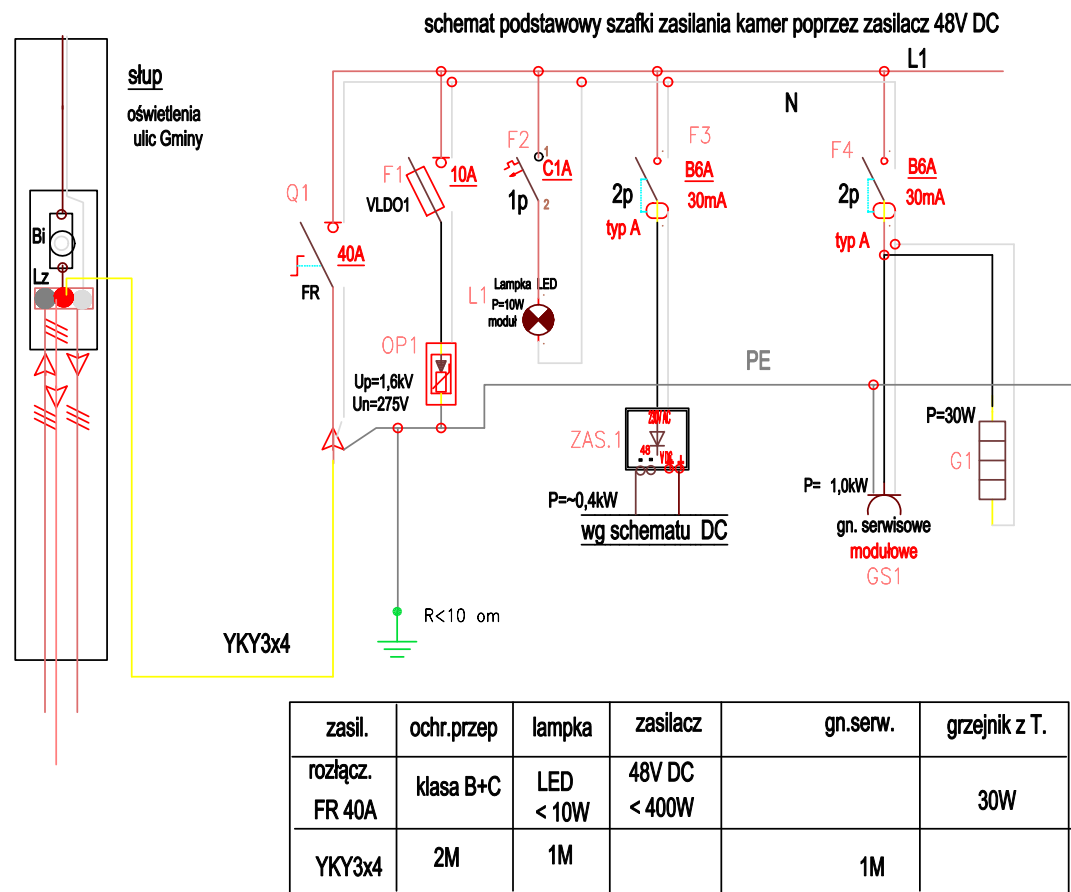 schemat podstawowy szafki zasilania kamer poprzez zasilacz 48V DC
L1
N
słup
oświetlenia
ulic Gminy
Bi
Lz
Q1
40A
FR
F1
10A
VLDO1
F2
1
C1A
1p
2
F3
B6A
2p
30mA
typ A
F4
B6A
2p
30mA
typ A
Lampka LED
L1
P=10W
moduł
OP1
Up=1,6kV
Un=275V
PE
ZAS.1
230V AC
48
V DC
P=~0,4kW
wg schematu DC
P=30W
G1
P= 1,0kW
gn. serwisowe
modułowe
GS1
R<10 om
YKY3x4
zasil. ochr.przep lampka zasilacz gn.serw. grzejnik z T.
rozłącz. klasa B+C LED 48V DC
FR 40A < 10W < 400W 30W
YKY3x4 2M 1M 1M